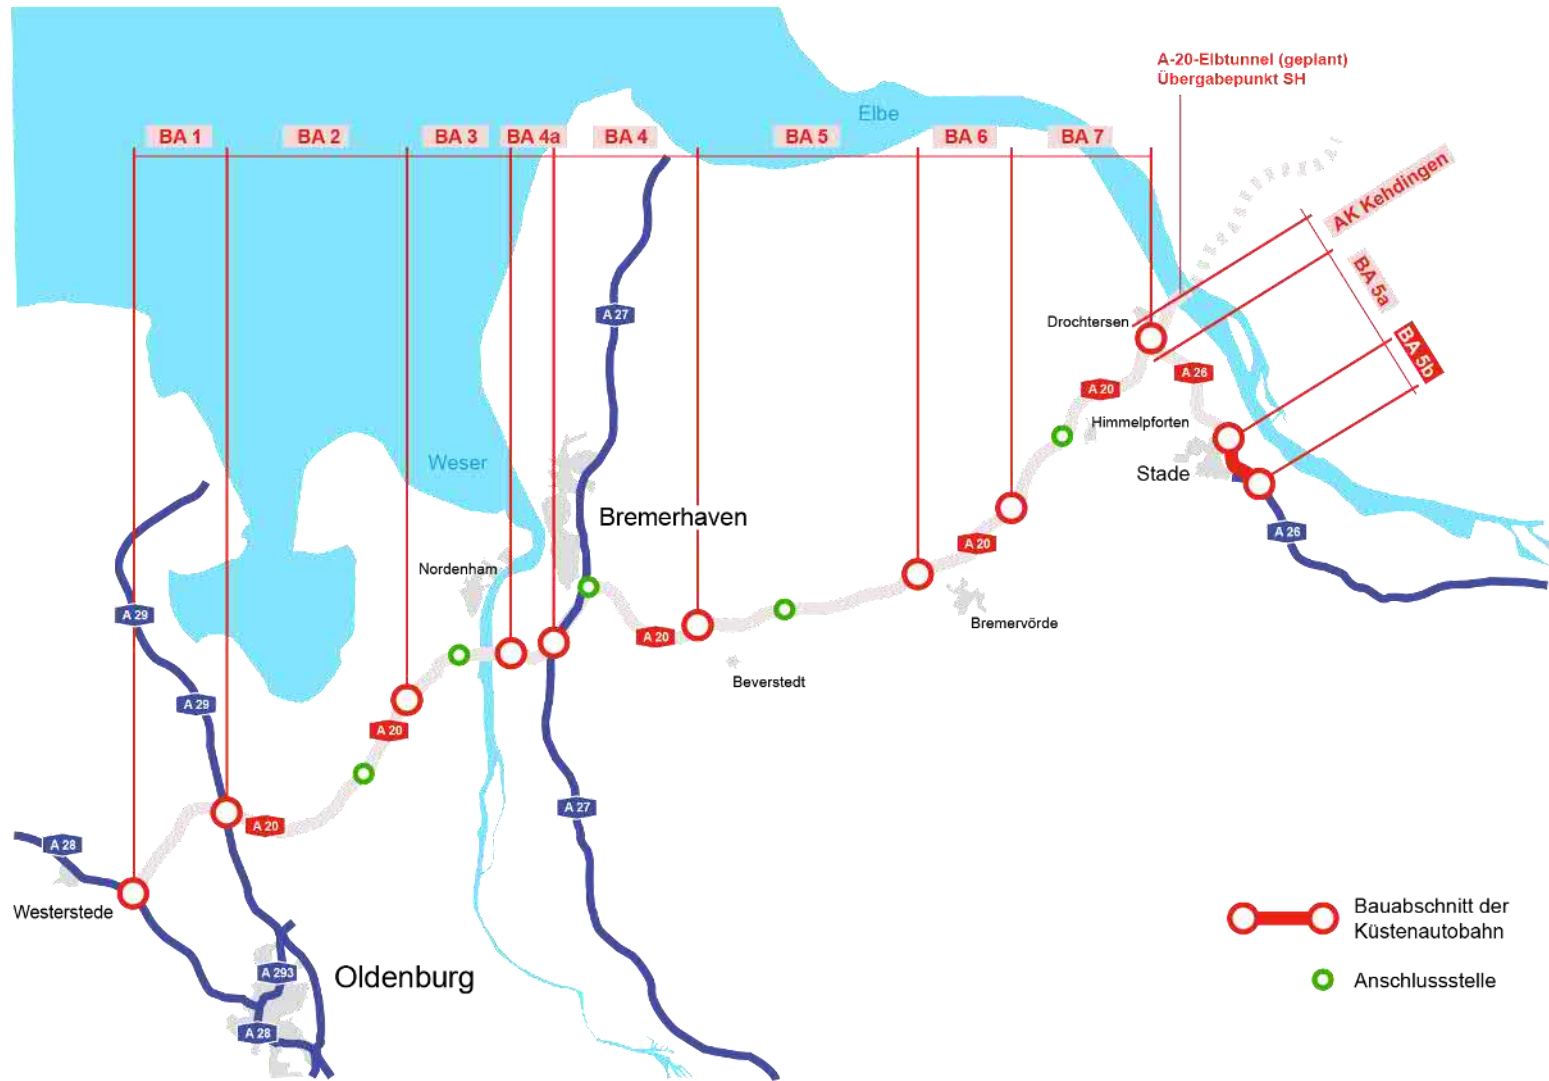 A-20-Elbtunnel (geplant)
Übergabepunkt SH
Elbe
BA 1
BA 2
BA 3
BA 4a
BA 4
BA 5
BA 6
BA 7
AK Kehdingen
BA 5a
BA 5b
A 27
Drochtersen
A 26
A 20
Himmelpforten
Weser
Stade
Bremerhaven
A 26
A 20
Nordenham
A 29
Bremervörde
A 20
Beverstedt
A 29
A 20
A 27
A 20
A 28
Westerstede
Bauabschnitt der
Küstenautobahn
A 293
Oldenburg
Anschlussstelle
A 28